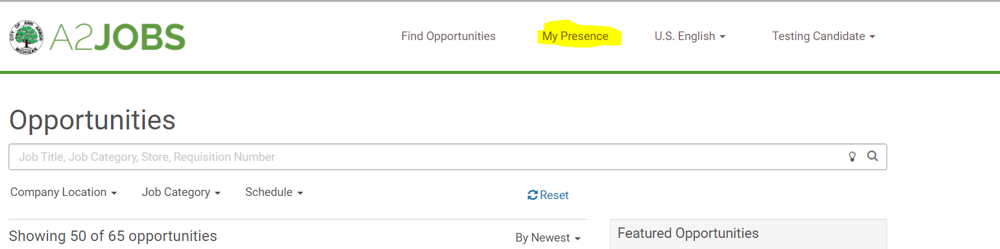 CITY OF ANN ARBOR
MICHIGAN
A2JOBS
Find Opportunities
My Presence
U.S. English
Testing Candidate
Opportunities
Job Title, Job Category, Store, Requisition Number
Company Location
Job Category
Schedule
Reset
Showing 50 of 65 opportunities
By Newest
Featured Opportunities